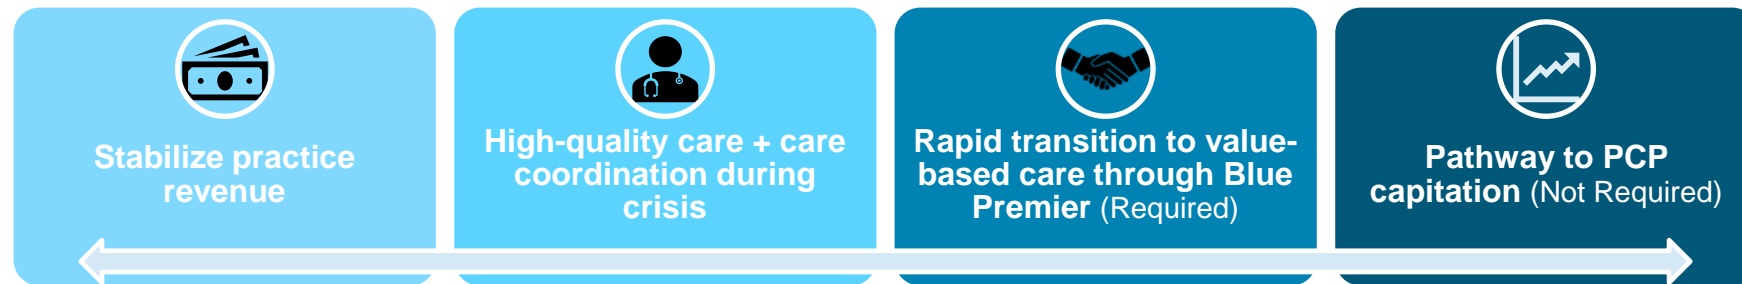 Stabilize practice
revenue
High-quality care + care
coordination during
crisis
Rapid transition to value-
based care through Blue
Premier (Required)
Pathway to PCP
capitation (Not Required)